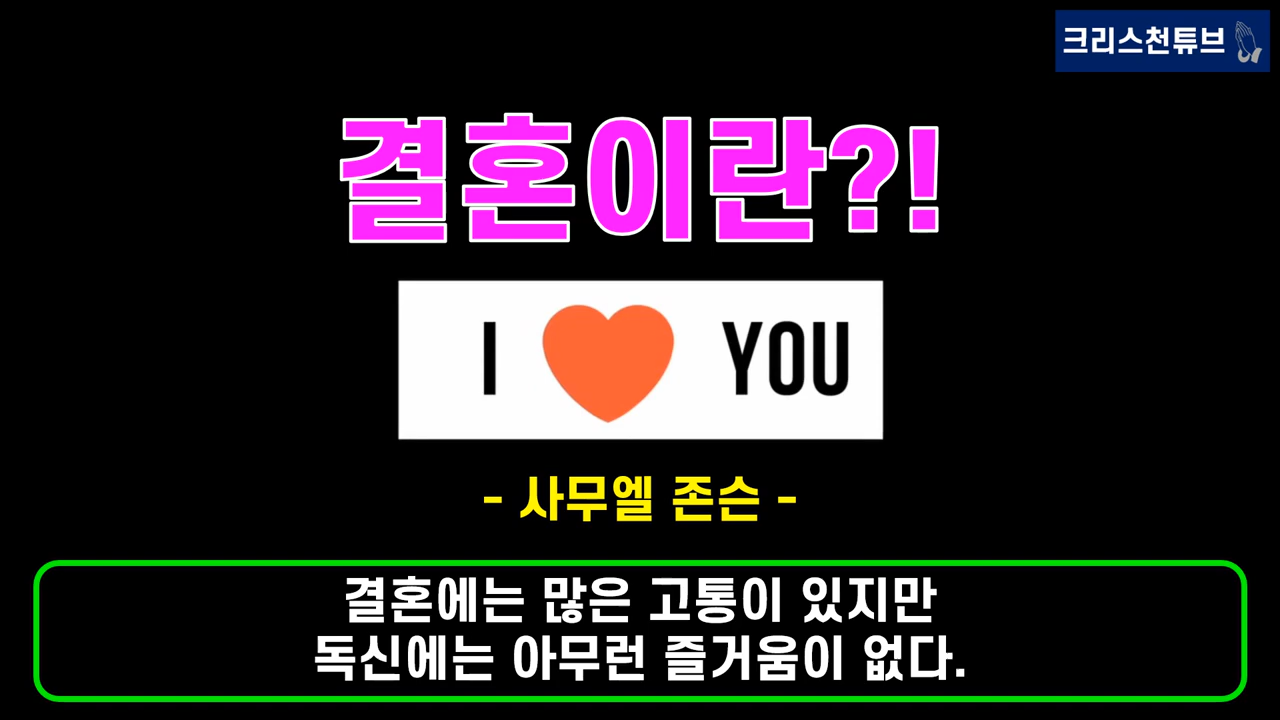 크리스천튜브
결혼이란?!
I YOU
- 사무엘 존슨 -
결혼에는 많은 고통이 있지만
독신에는 아무런 즐거움이 없다.